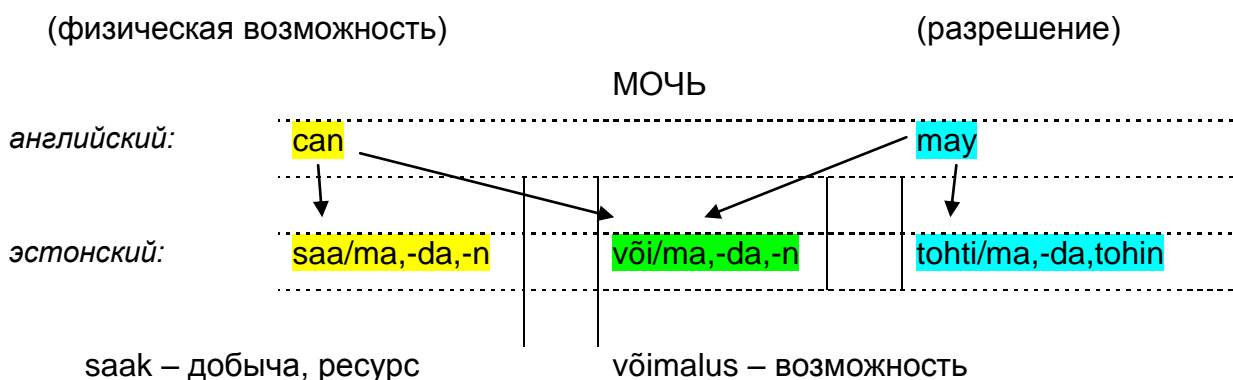 (физическая возможность) (разрешение)
МОЧЬ
английский: can may
эстонский: saa/ma,-da,-n või/ma,-da,-n tohti/ma,-da,tohin
saak – добыча, ресурс võimalus – возможность